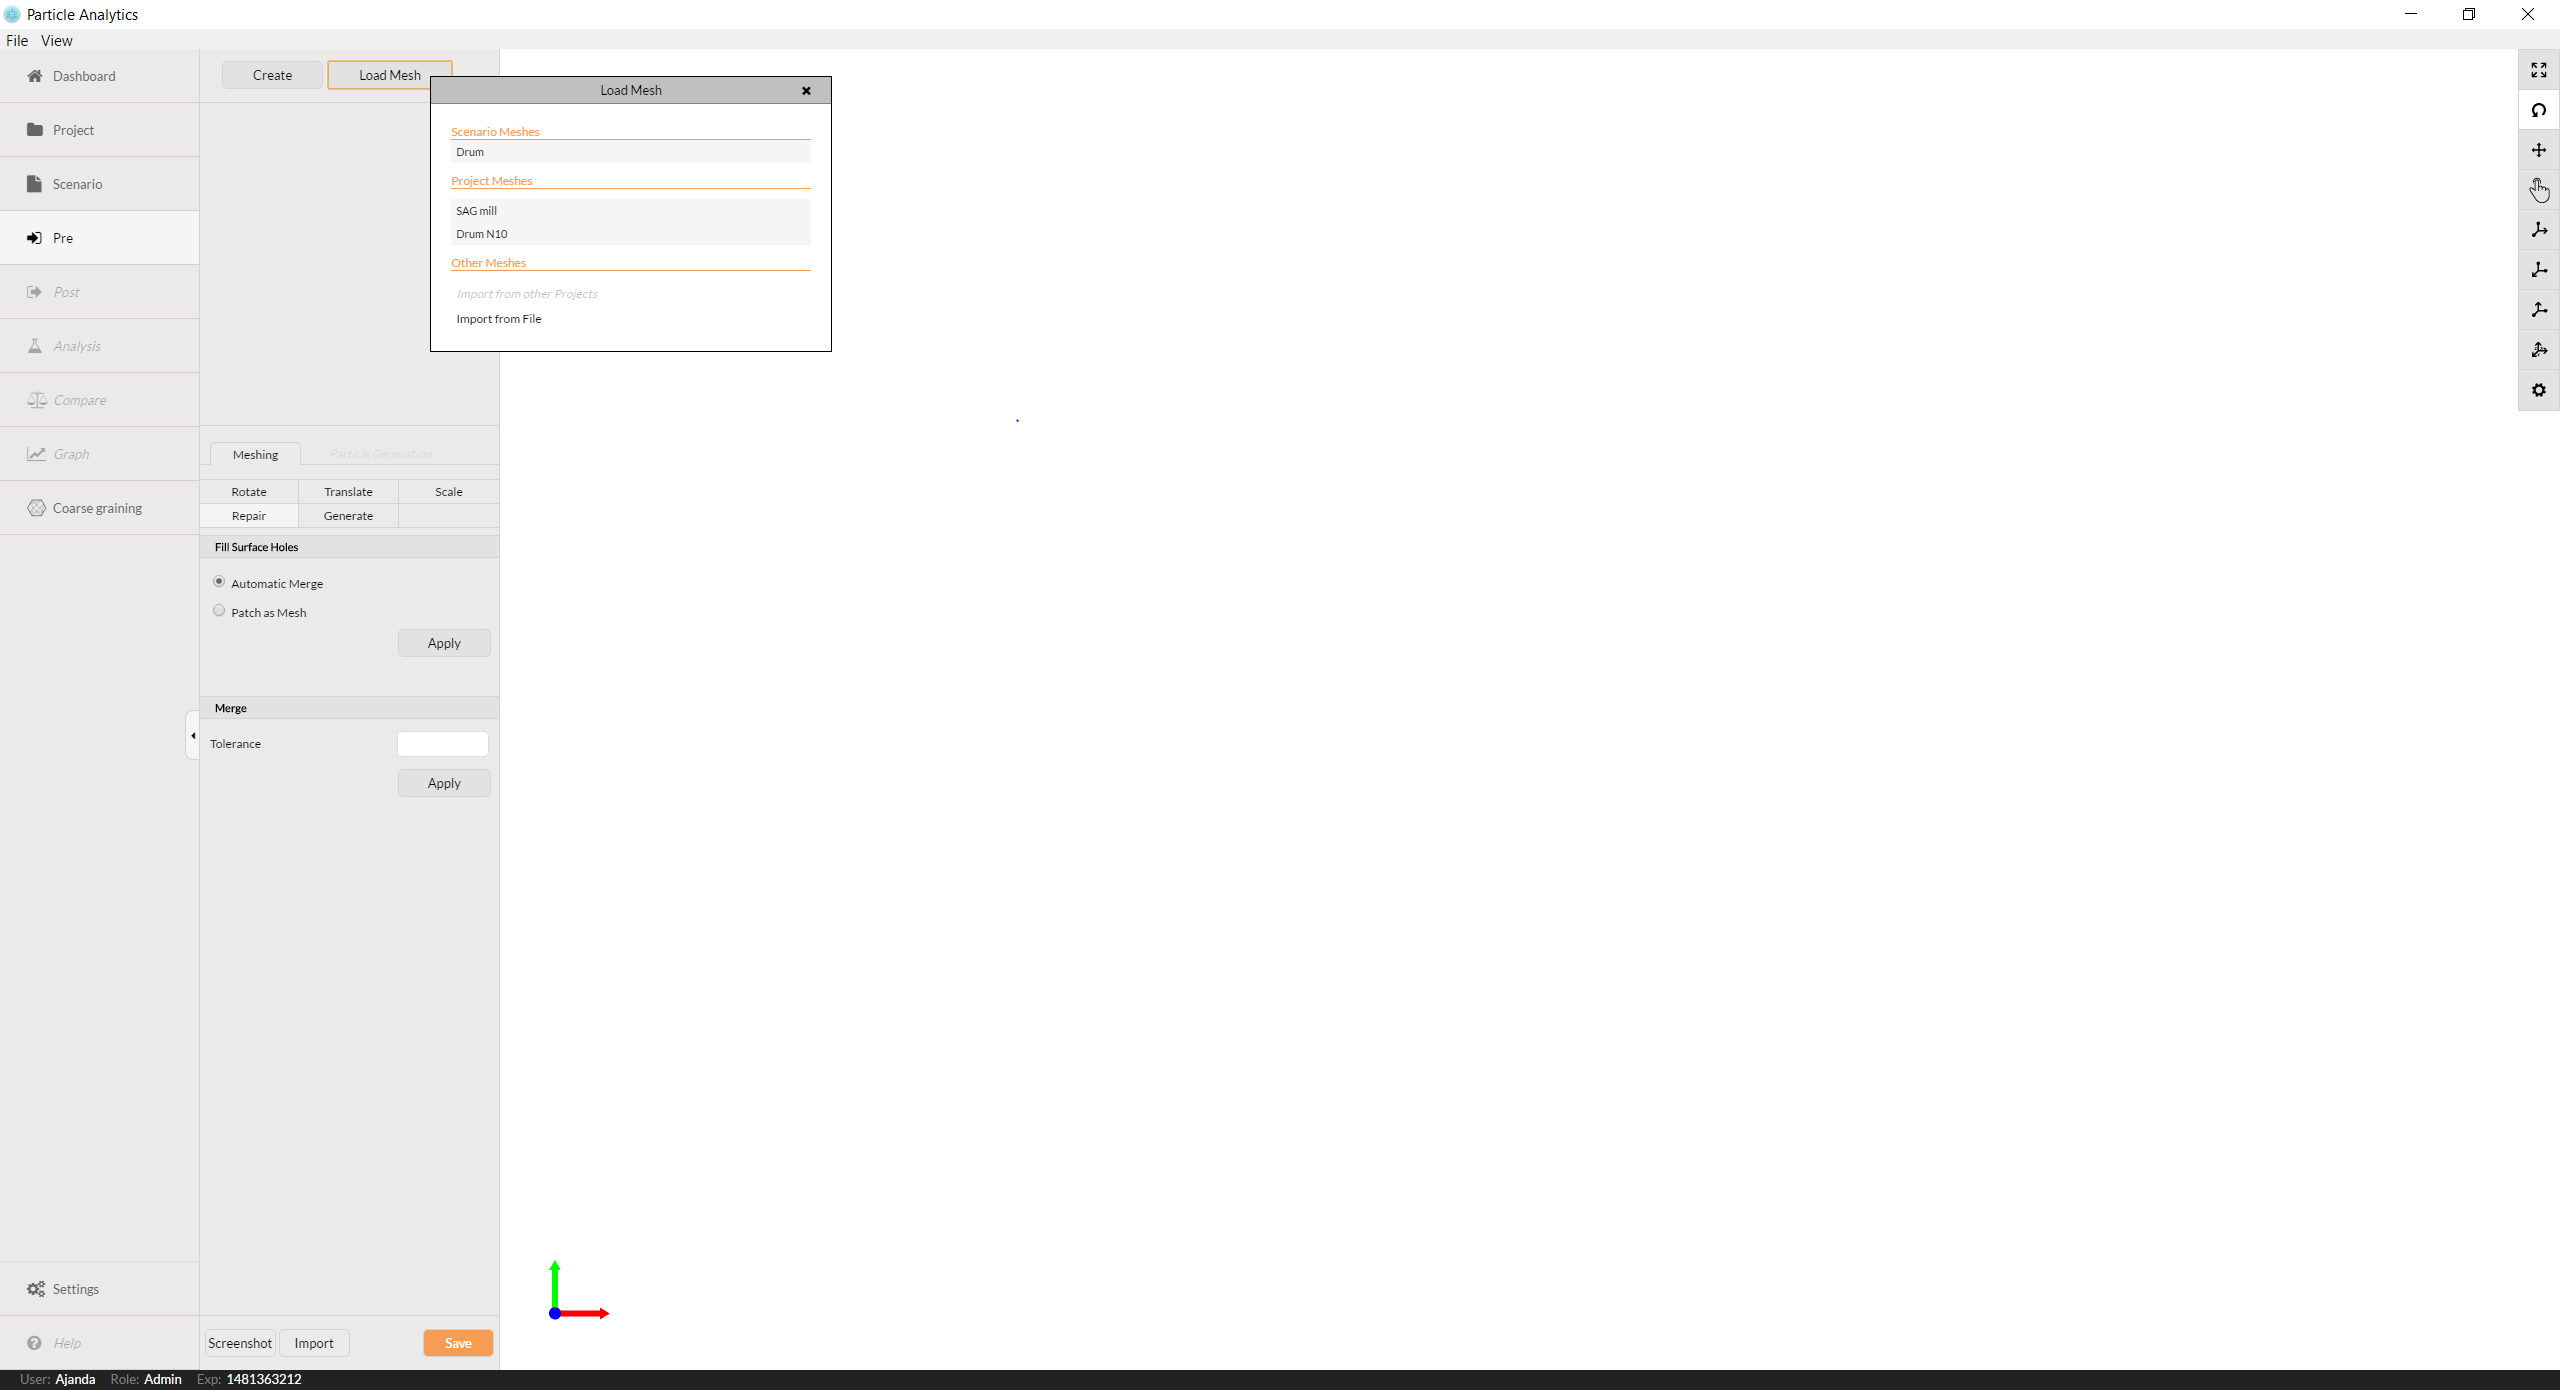 Particle Analytics
File View
Dashboard
Project
Scenario
Pre
Post
Analysis
Compare
Graph
Coarse graining
Settings
Help
Create Load Mesh
Load Mesh
Scenario Meshes
Drum
Project Meshes
SAG mill
Drum N10
Other Meshes
Import from other Projects
Import from File
Meshing Particle Generation
Rotate Translate Scale
Repair Generate
Fill Surface Holes
Automatic Merge
Patch as Mesh
Apply
Merge
Tolerance
Apply
Screenshot Import Save
User: Ajanda Role: Admin Exp: 1481363212